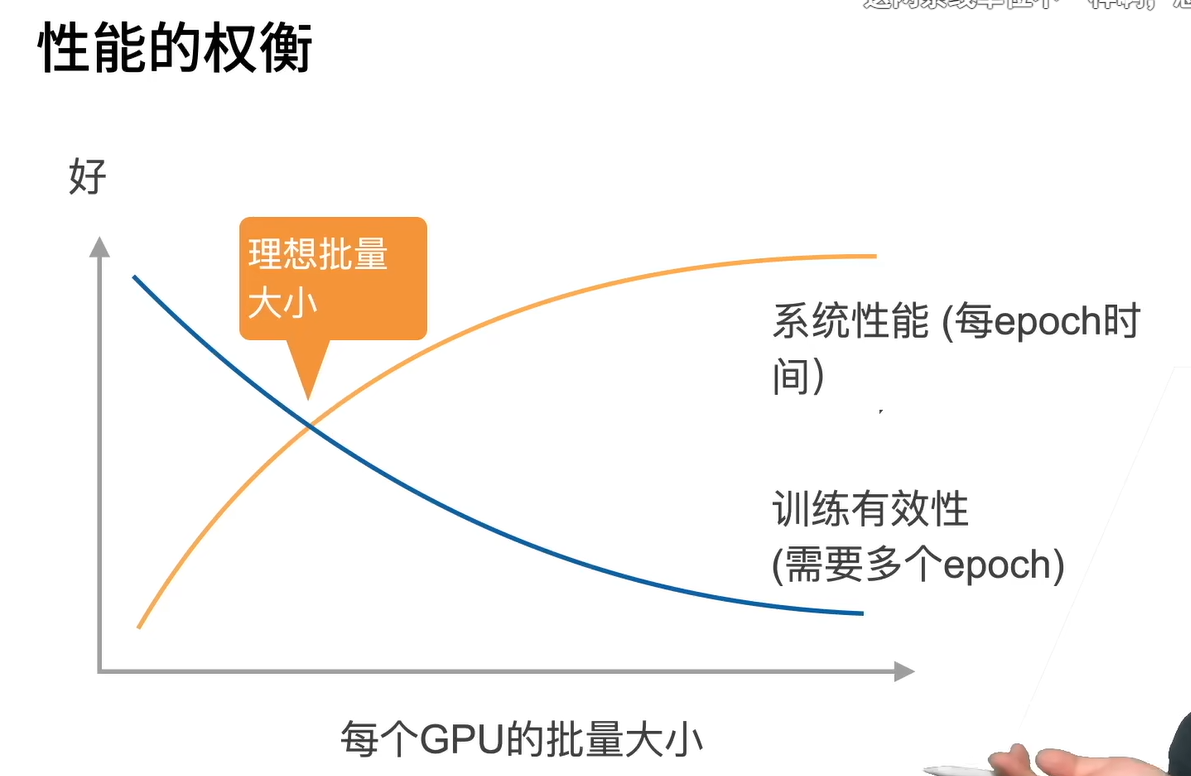 性能的权衡
好
理想批量
大小
系统性能 (每epoch时
间)
训练有效性
(需要多个epoch)
每个GPU的批量大小